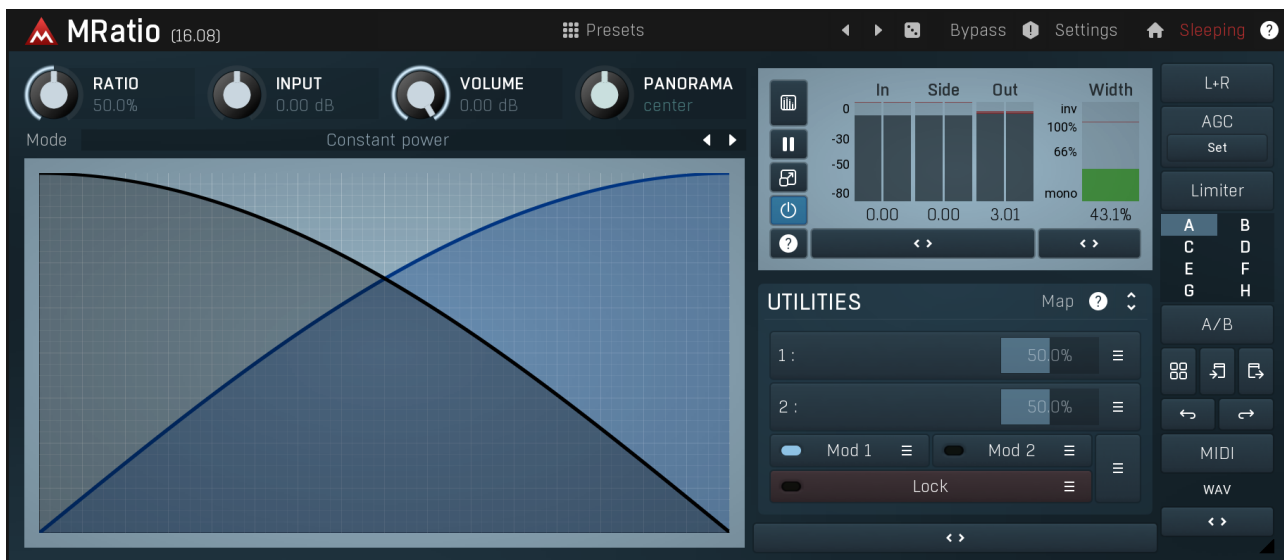 MRatio (16.08)
Presets
Bypass
Settings
Sleeping
RATIO
50.0%
INPUT
0.00 dB
VOLUME
0.00 dB
PANORAMA
center
Mode
Constant power
In Side Out Width
0
-30
-50
-80
inv
100%
66%
mono
0.00 0.00 3.01 43.1%
UTILITIES
Map
1 :
50.0%
2 :
50.0%
Mod 1
Mod 2
Lock
L+R
AGC
Set
Limiter
A B
C D
E F
G H
A/B
MIDI
WAV